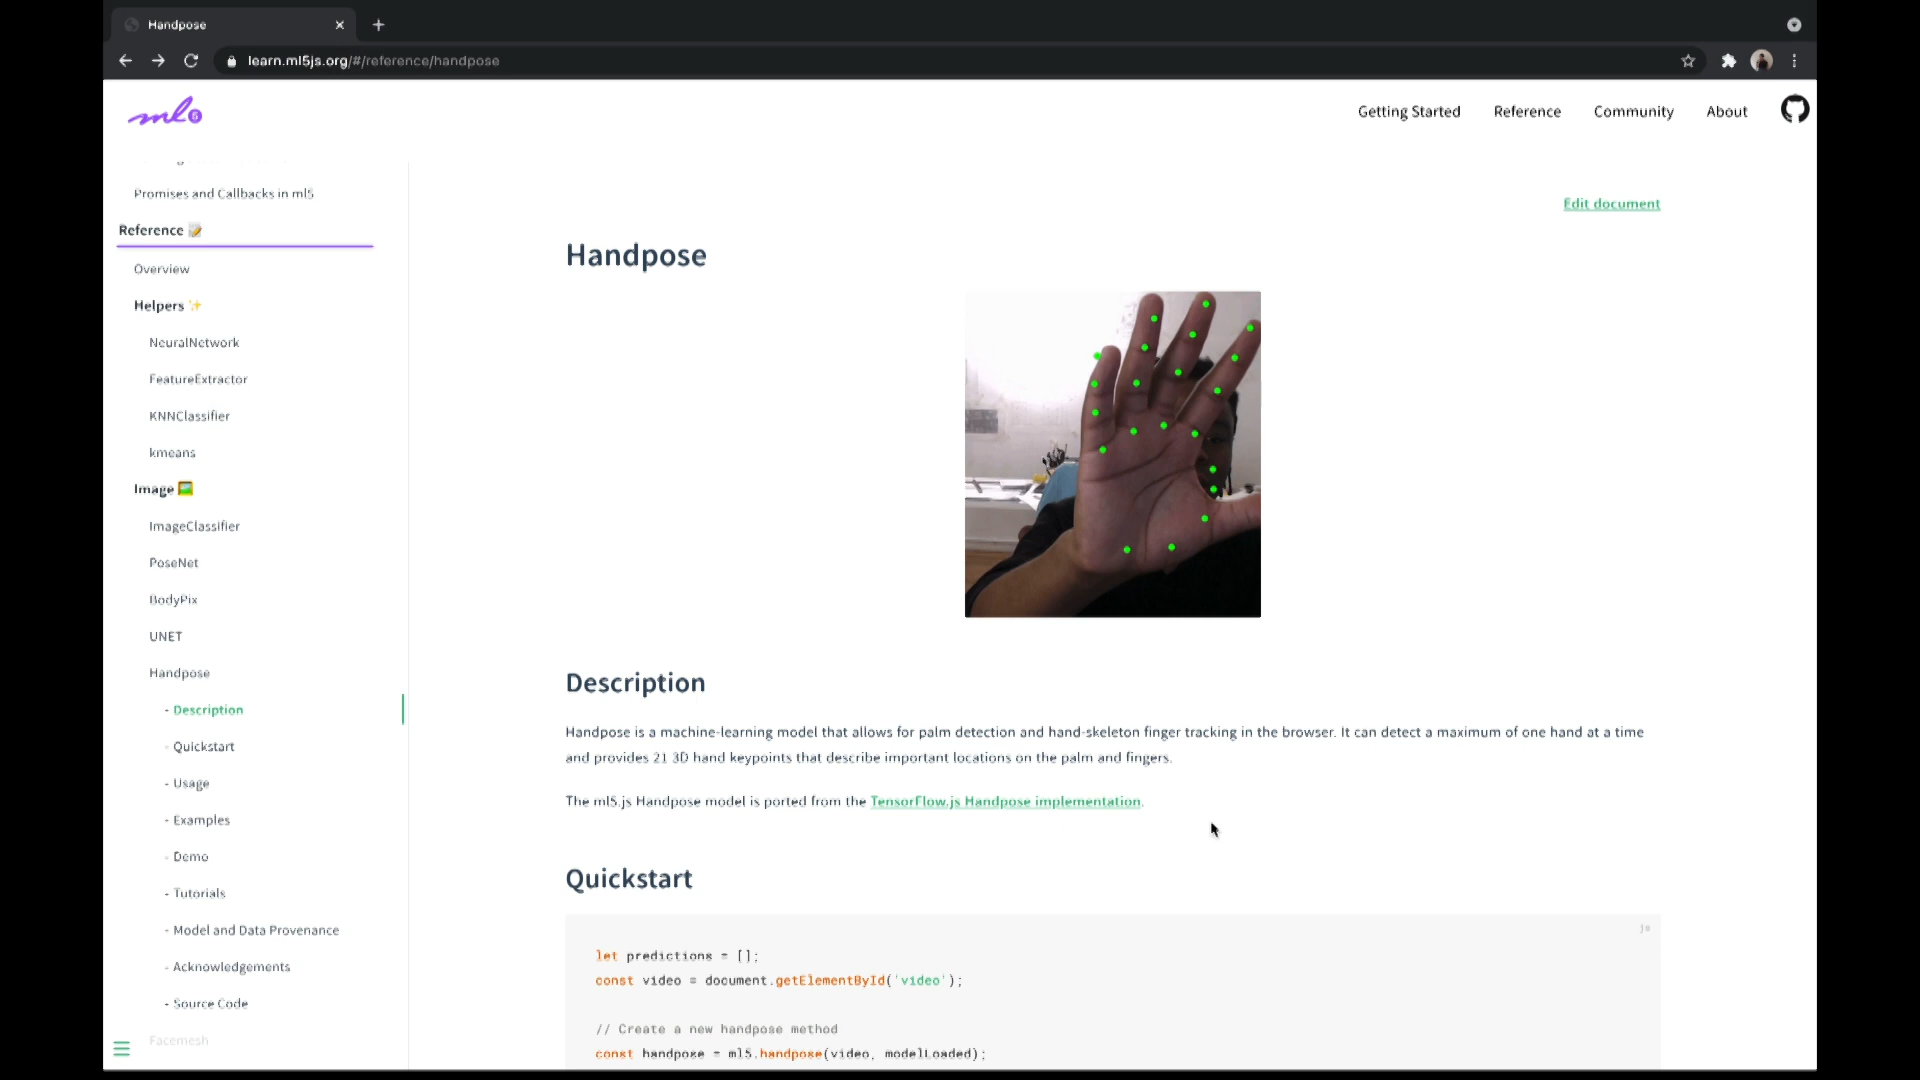 Handpose
learn.ml5js.org/#/reference/handpose
ml5
Getting Started
Reference
Community
About
Promises and Callbacks in ml5
Reference 📝
Overview
Helpers ✨
NeuralNetwork
FeatureExtractor
KNNClassifier
kmeans
Image 🖼️
ImageClassifier
PoseNet
BodyPix
UNET
Handpose
- Description
- Quickstart
- Usage
- Examples
- Demo
- Tutorials
- Model and Data Provenance
- Acknowledgements
- Source Code
Facemesh
Edit document
Handpose
Description
Handpose is a machine-learning model that allows for palm detection and hand-skeleton finger tracking in the browser. It can detect a maximum of one hand at a time
and provides 21 3D hand keypoints that describe important locations on the palm and fingers.
The ml5.js Handpose model is ported from the TensorFlow.js Handpose implementation.
Quickstart
js
let predictions = [];
const video = document.getElementById('video');
// Create a new handpose method
const handpose = ml5.handpose(video, modelLoaded);